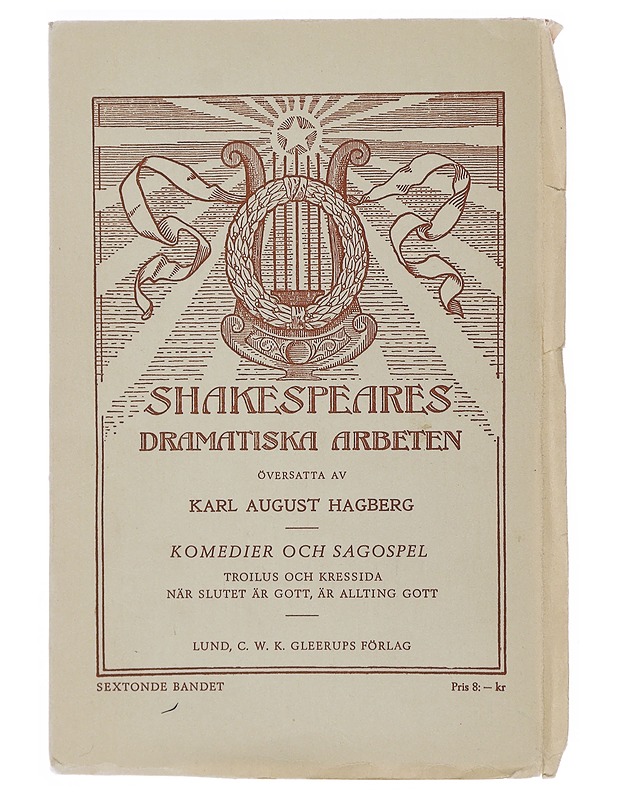 SHAKESPEARES
DRAMATISKA ARBETEN
ÖVERSATTA AV
KARL AUGUST HAGBERG
KOMEDIER OCH SAGOSPEL
TROILUS OCH KRESSIDA
NÄR SLUTET ÄR GOTT, ÄR ALLTING GOTT
LUND, C. W. K. GLEERUPS FÖRLAG
SEXTONDE BANDET
Pris 8: — kr